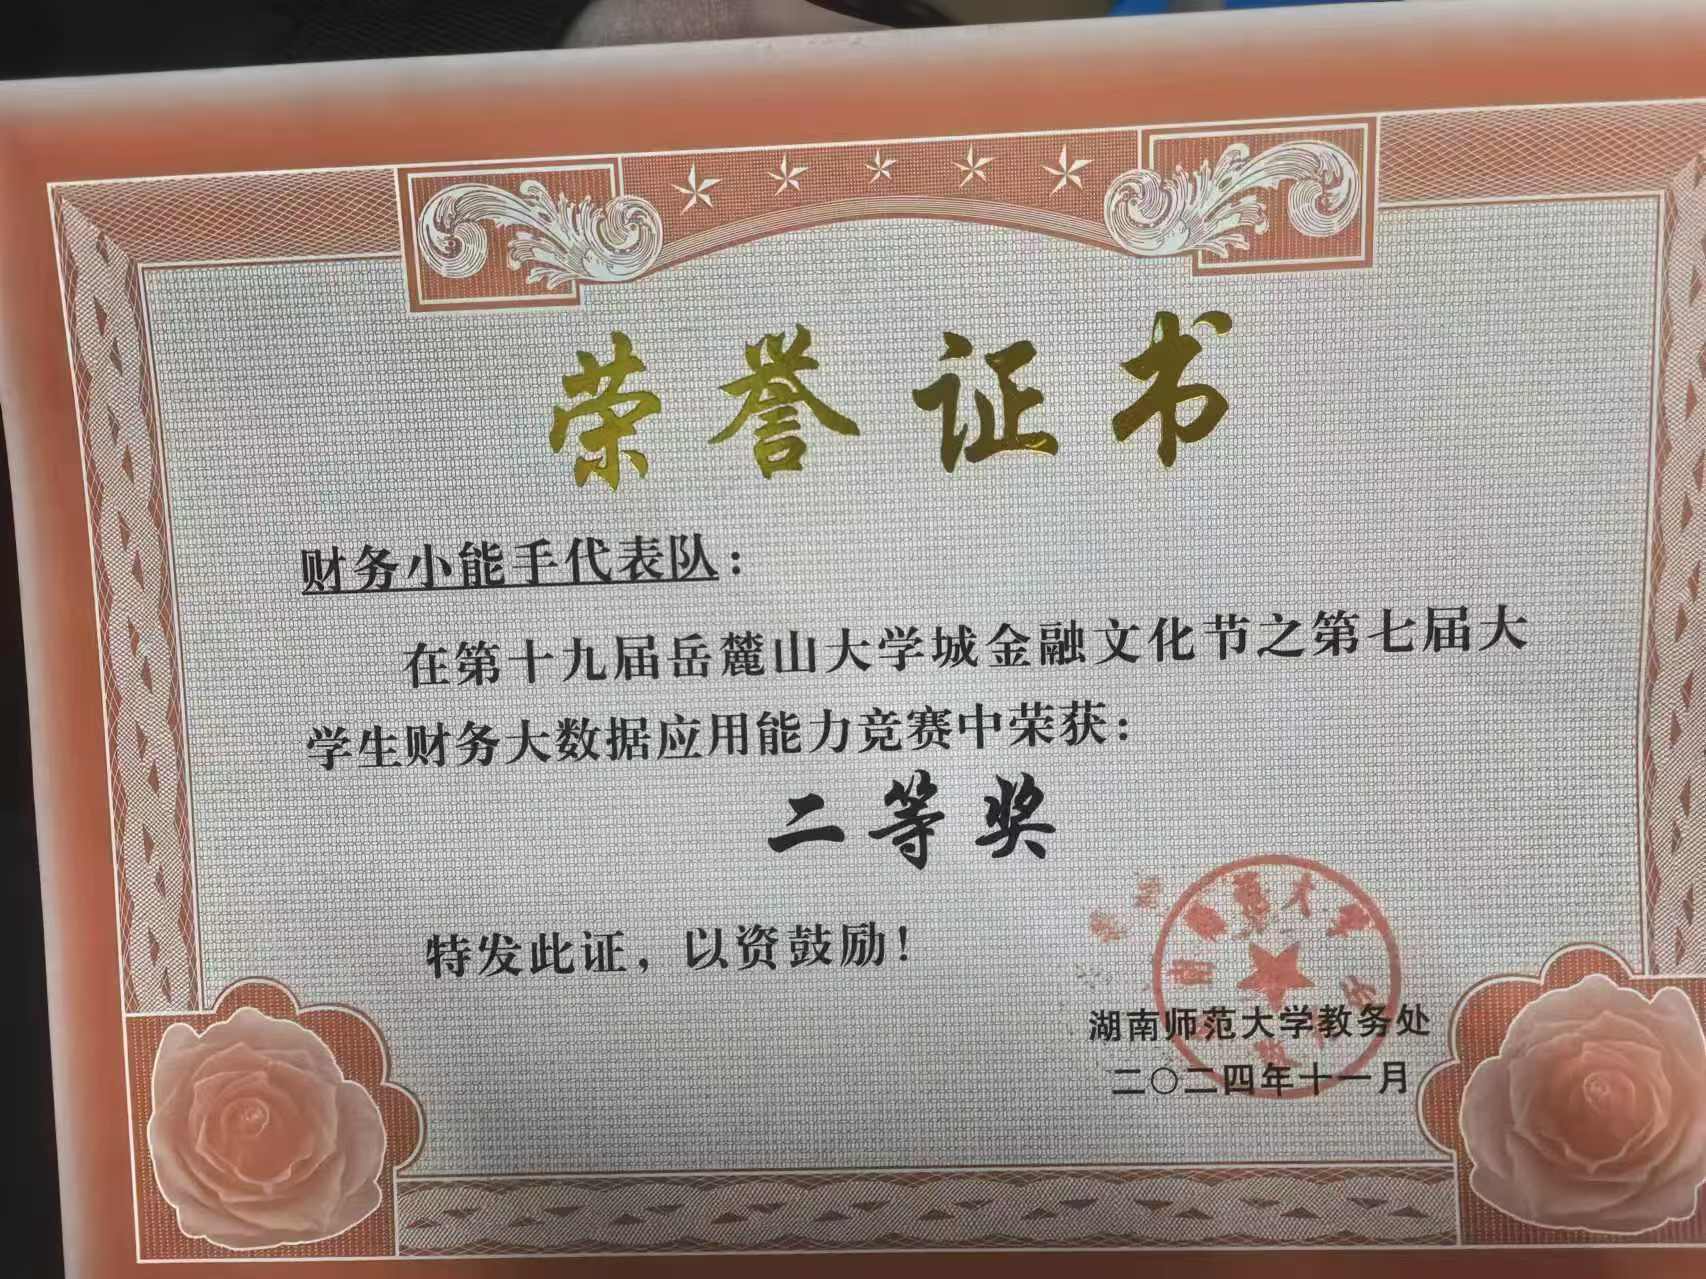 荣誉证书
财务小能手代表队：
在第十九届岳麓山大学城金融文化节之第七届大
学生财务大数据应用能力竞赛中荣获：
二等奖
特发此证，以资鼓励！
湖南师范大学教务处
二〇二四年十一月